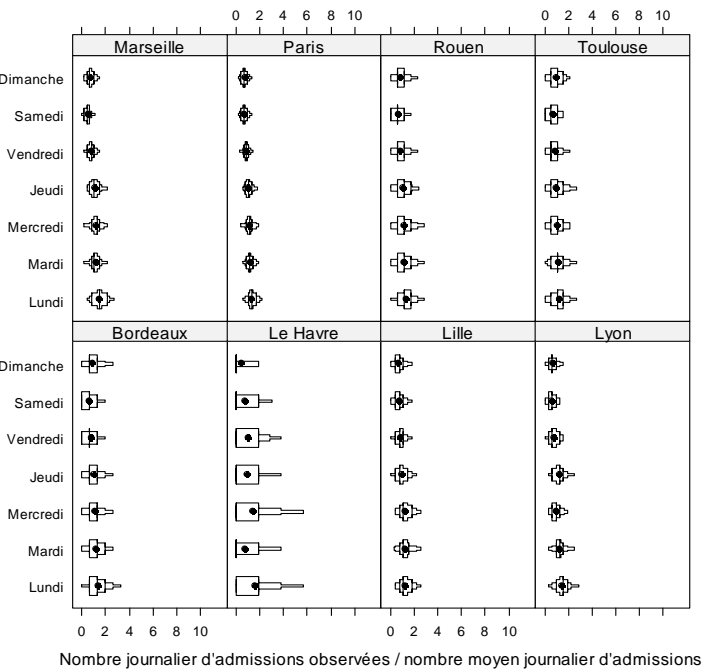 0 2 4 6 8 10 0 2 4 6 8 10
Marseille Paris Rouen Toulouse
Dimanche
Samedi
Vendredi
Jeudi
Mercredi
Mardi
Lundi
Bordeaux Le Havre Lille Lyon
Dimanche
Samedi
Vendredi
Jeudi
Mercredi
Mardi
Lundi
0 2 4 6 8 10 0 2 4 6 8 10
Nombre journalier d'admissions observées / nombre moyen journalier d'admissions